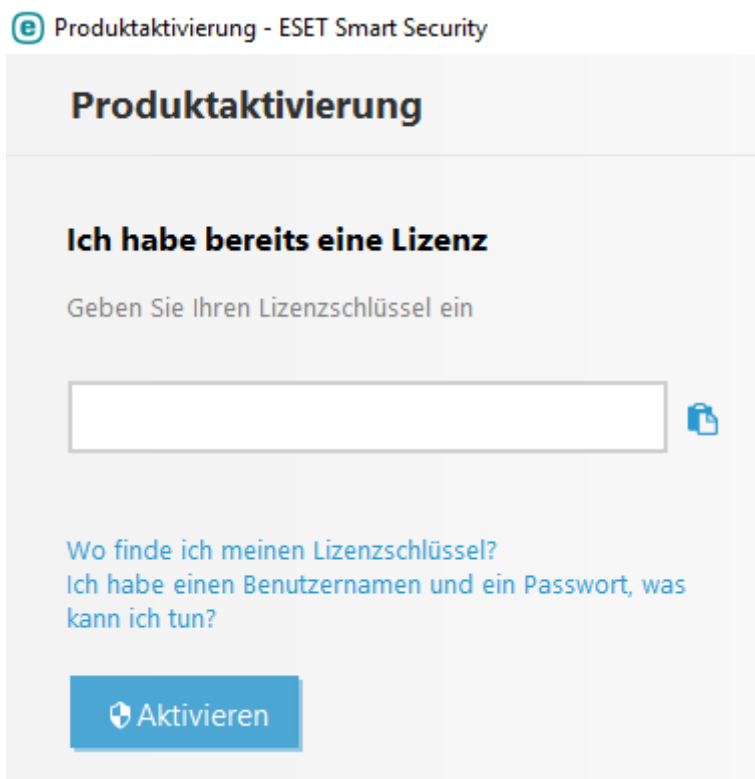 Produktaktivierung - ESET Smart Security
Produktaktivierung
Ich habe bereits eine Lizenz
Geben Sie Ihren Lizenzschlüssel ein
Wo finde ich meinen Lizenzschlüssel?
Ich habe einen Benutzernamen und ein Passwort, was
kann ich tun?
Aktivieren